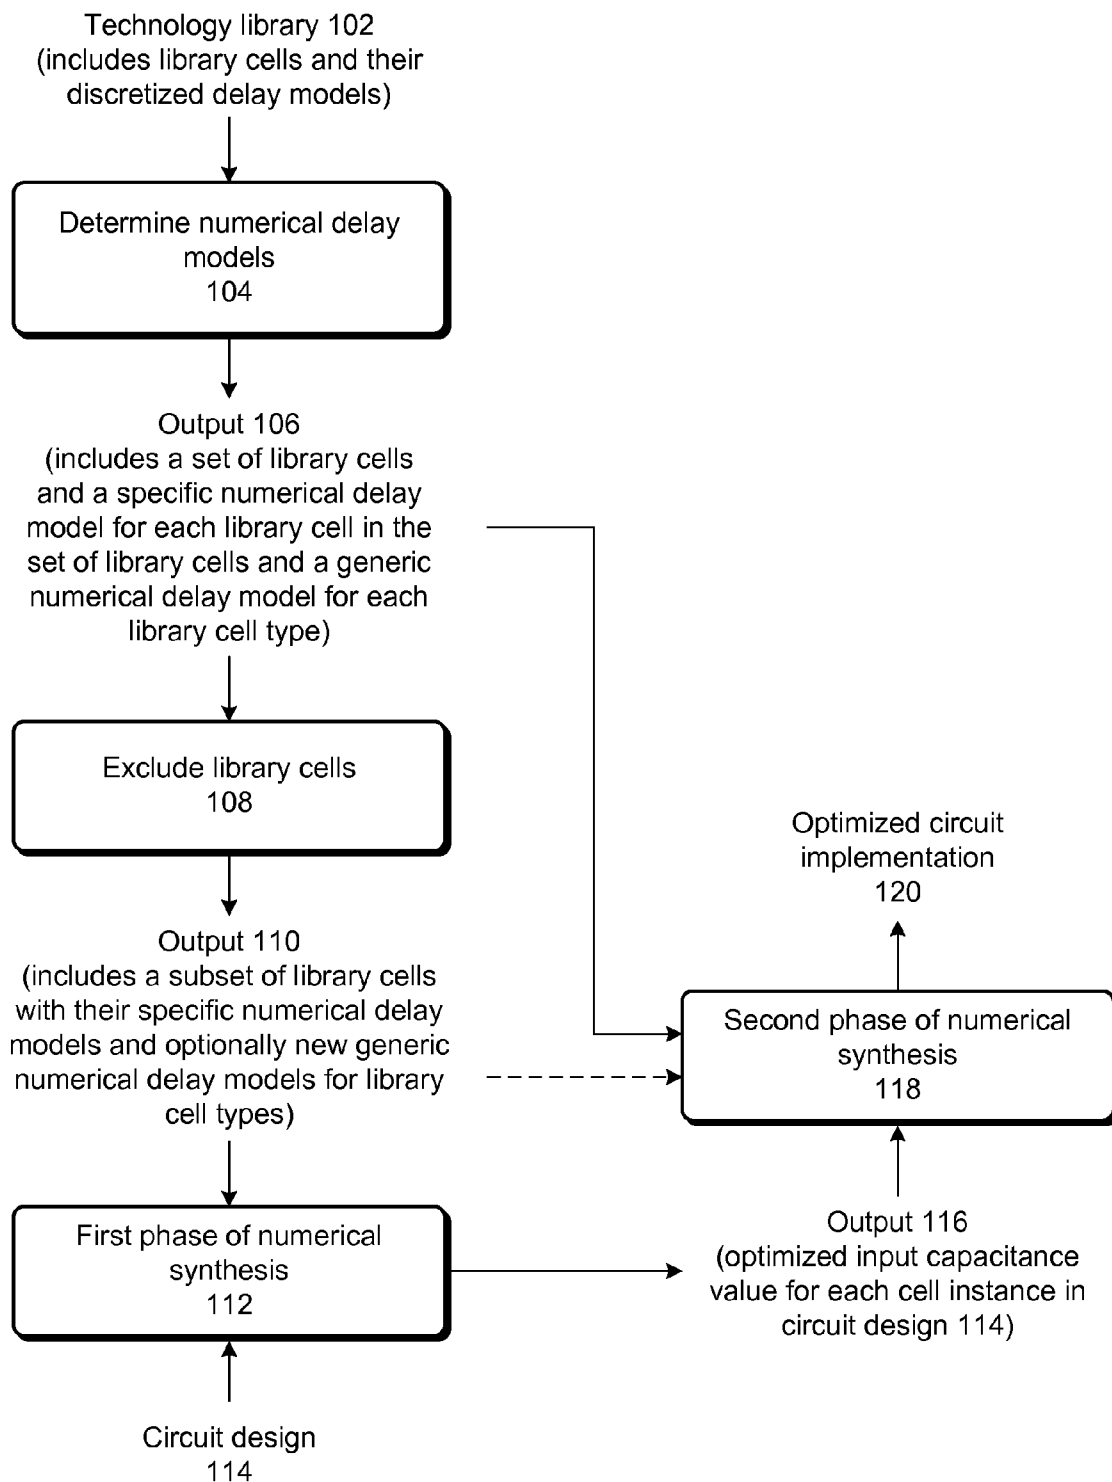 Technology library 102
(includes library cells and their
discretized delay models)
Determine numerical delay
models
104
Output 106
(includes a set of library cells
and a specific numerical delay
model for each library cell in the
set of library cells and a generic
numerical delay model for each
library cell type)
Exclude library cells
108
Output 110
(includes a subset of library cells
with their specific numerical delay
models and optionally new generic
numerical delay models for library
cell types)
First phase of numerical
synthesis
112
Circuit design
114
Output 116
(optimized input capacitance
value for each cell instance in
circuit design 114)
Second phase of numerical
synthesis
118
Optimized circuit
implementation
120